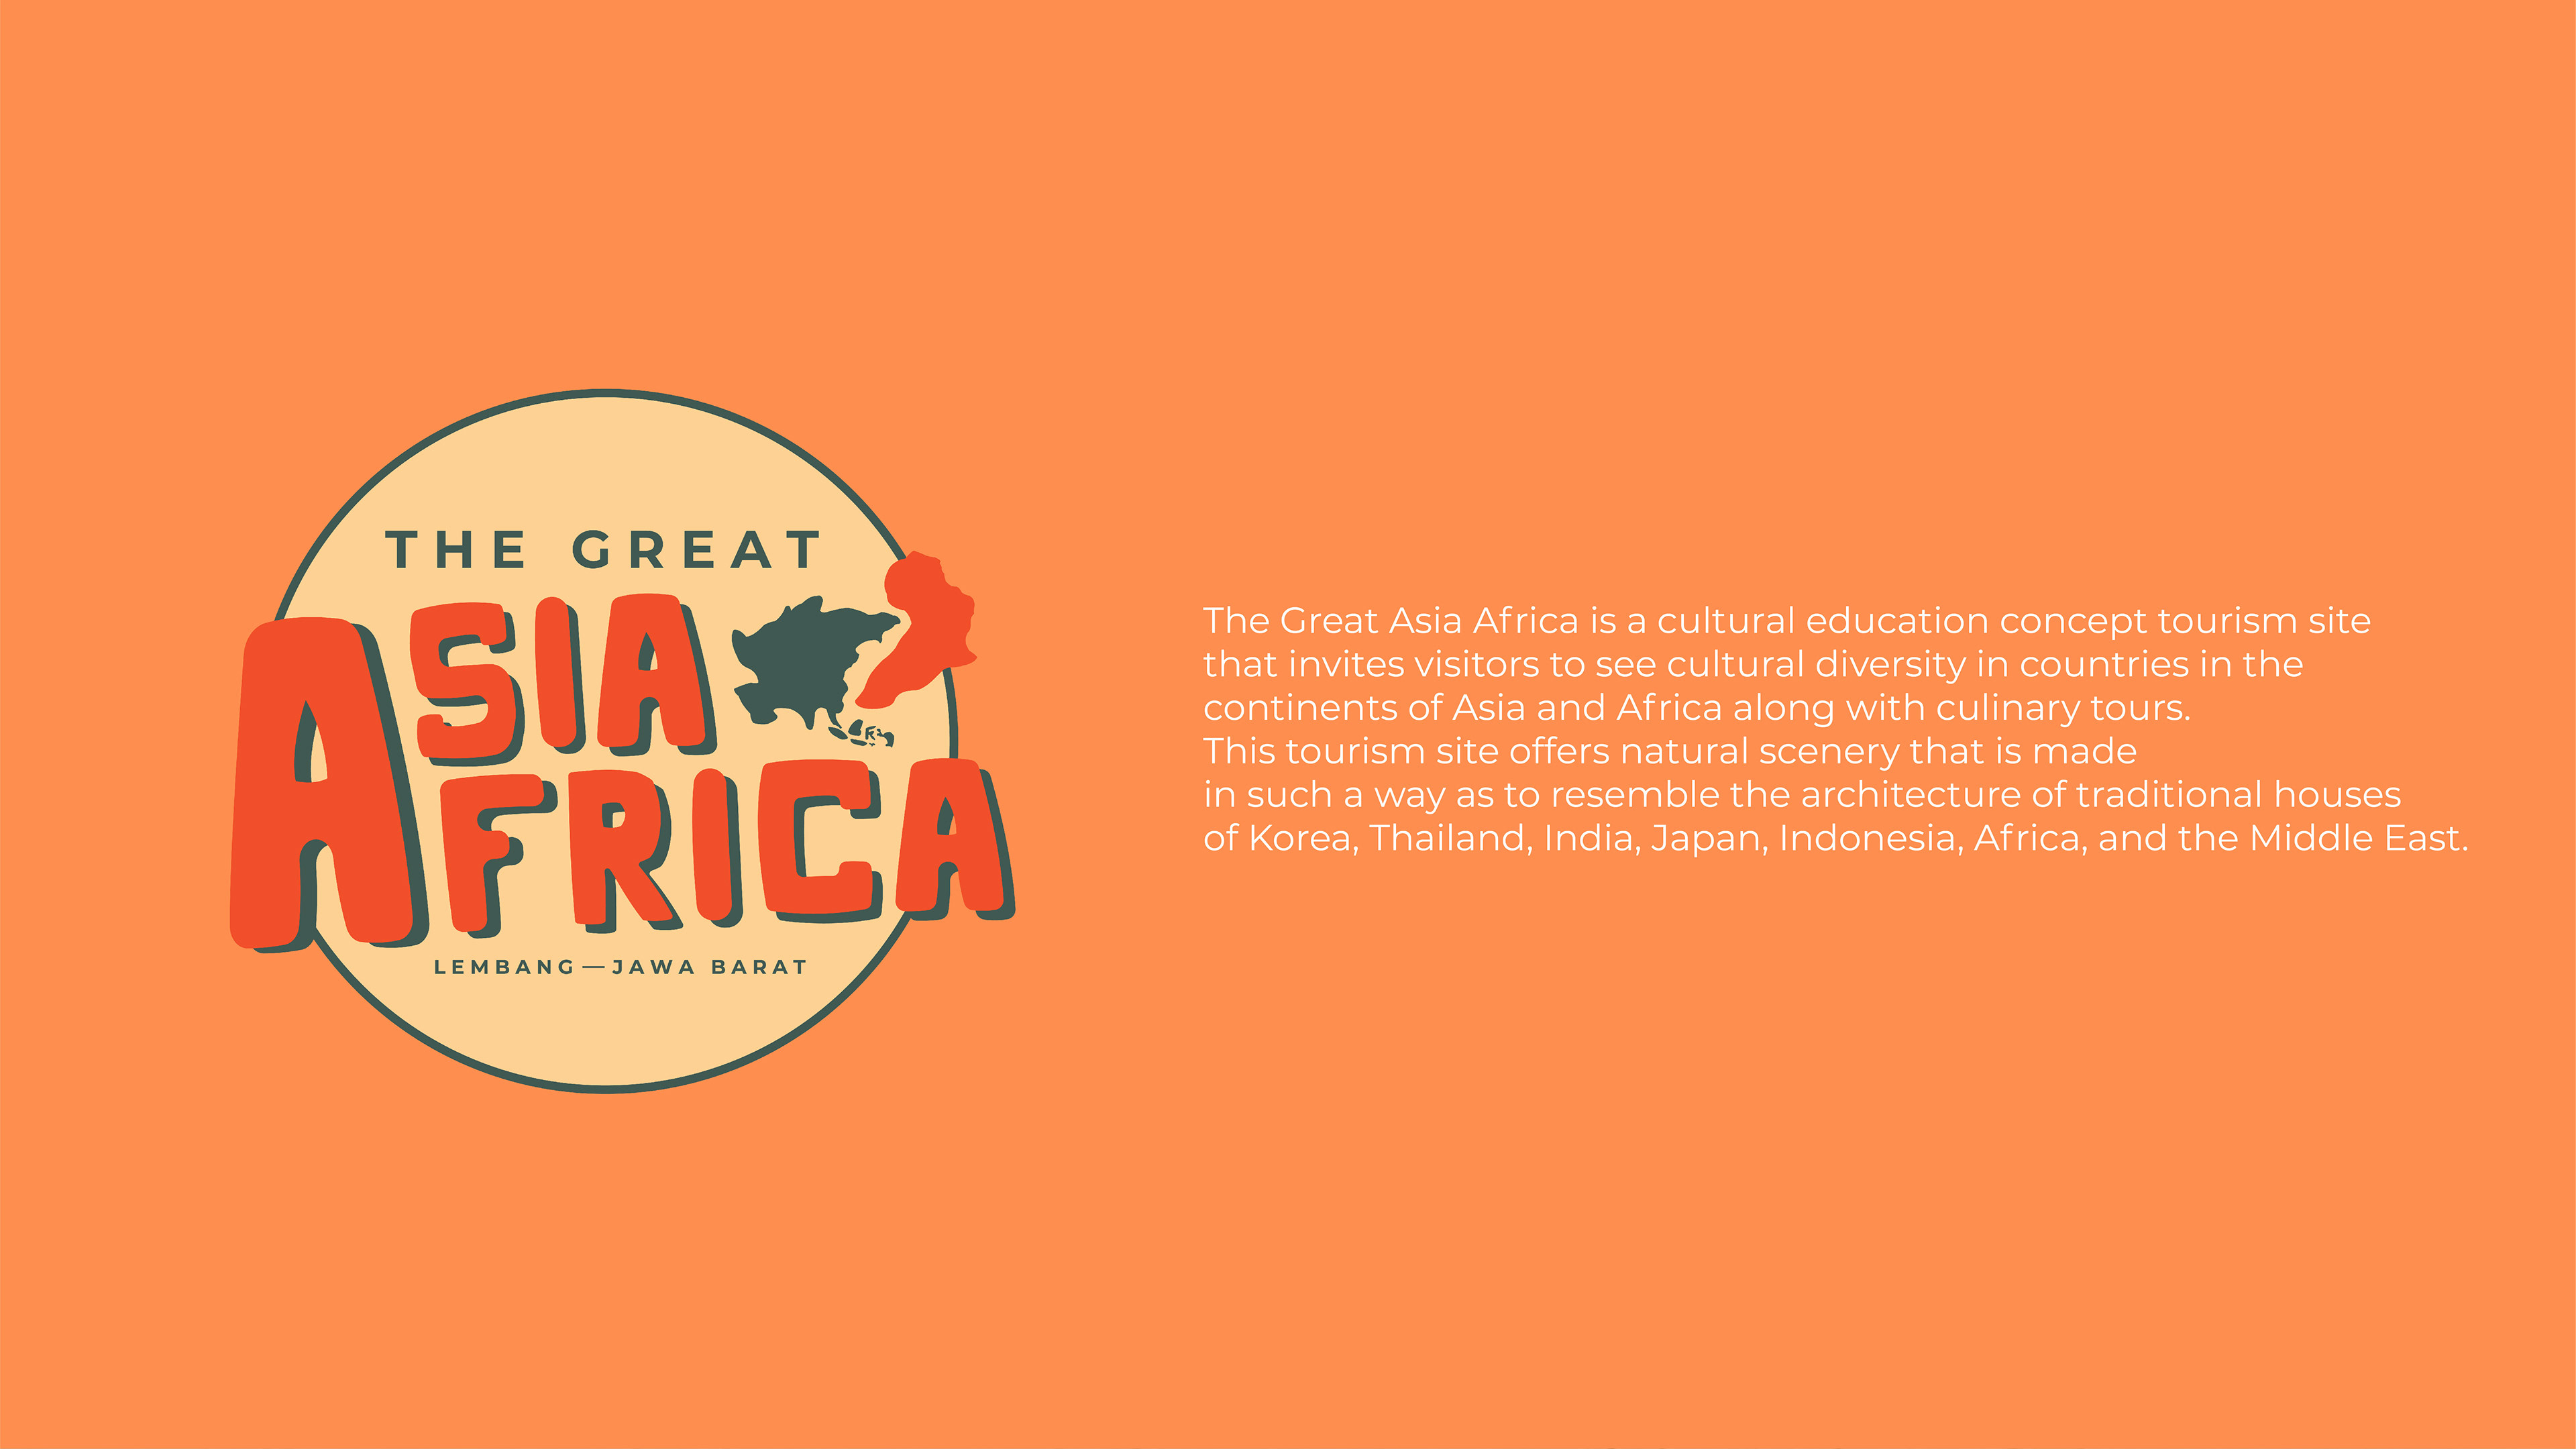 THE GREAT
ASIA
AFRICA
LEMBANG — JAWA BARAT
The Great Asia Africa is a cultural education concept tourism site
that invites visitors to see cultural diversity in countries in the
continents of Asia and Africa along with culinary tours.
This tourism site offers natural scenery that is made
in such a way as to resemble the architecture of traditional houses
of Korea, Thailand, India, Japan, Indonesia, Africa, and the Middle East.